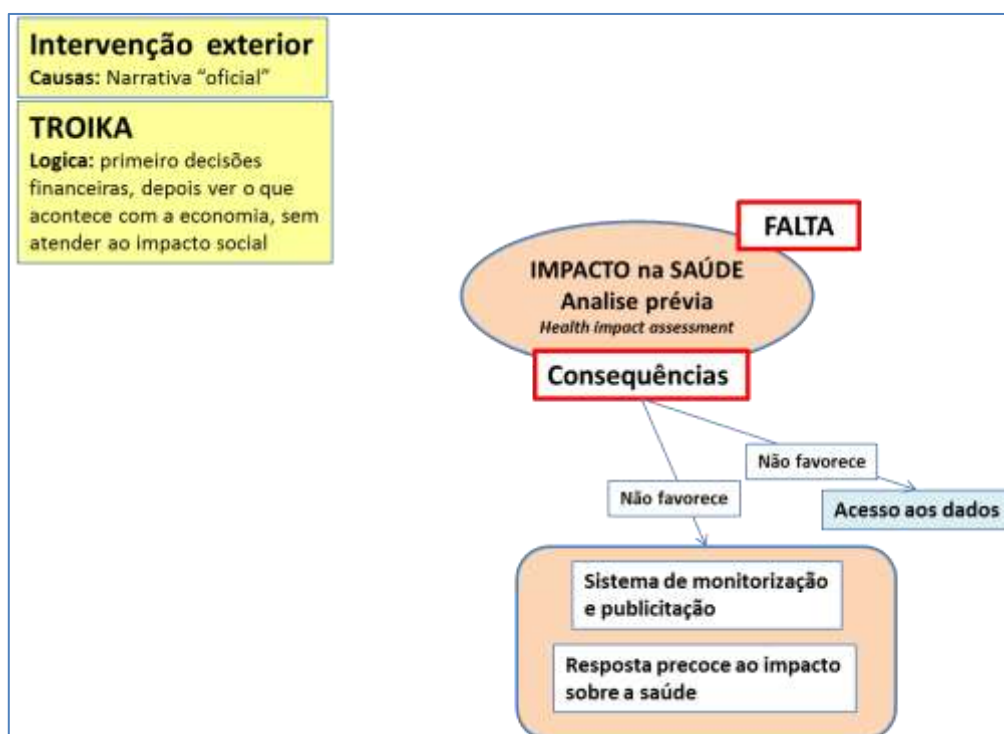 Intervenção exterior
Causas: Narrativa “oficial”
TROIKA
Logica: primeiro decisões
financeiras, depois ver o que
acontece com a economia, sem
atender ao impacto social
FALTA
IMPACTO na SAÚDE
Analise prévia
Health impact assessment
Consequências
Não favorece
Acesso aos dados
Não favorece
Sistema de monitorização
e publicitação
Resposta precoce ao impacto
sobre a saúde